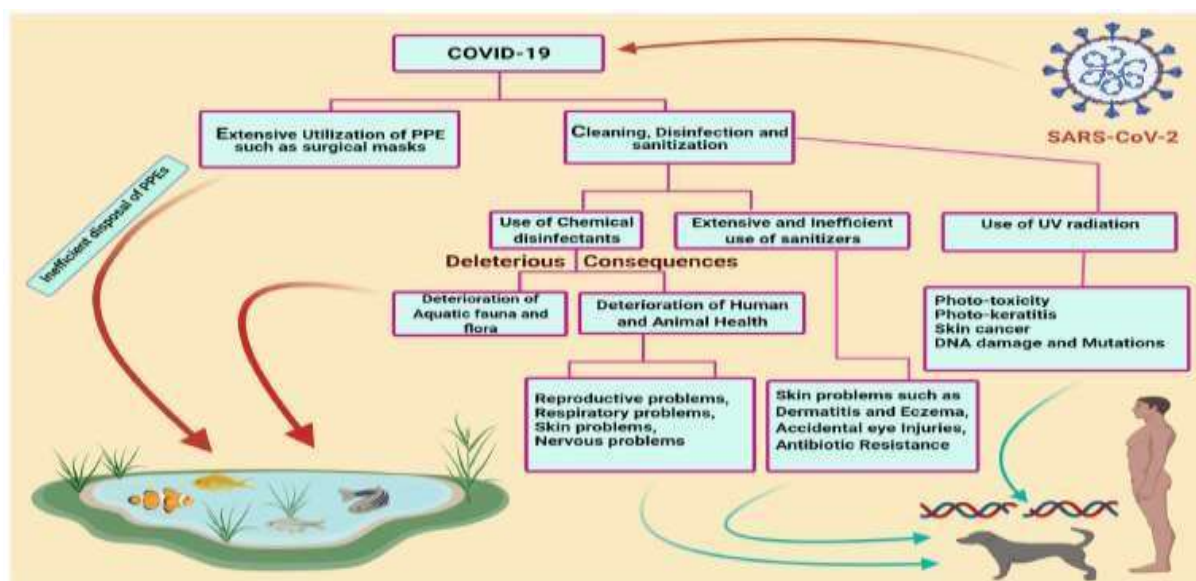 COVID-19
SARS-CoV-2
Extensive Utilization of PPE
such as surgical masks
Cleaning, Disinfection and
sanitization
Inefficient disposal of PPEs
Use of Chemical
disinfectants
Extensive and Inefficient
use of sanitizers
Use of UV radiation
Deleterious Consequences
Deterioration of
Aquatic fauna and
flora
Deterioration of Human
and Animal Health
Photo-toxicity
Photo-keratitis
Skin cancer
DNA damage and Mutations
Reproductive problems,
Respiratory problems,
Skin problems,
Nervous problems
Skin problems such as
Dermatitis and Eczema,
Accidental eye Injuries,
Antibiotic Resistance